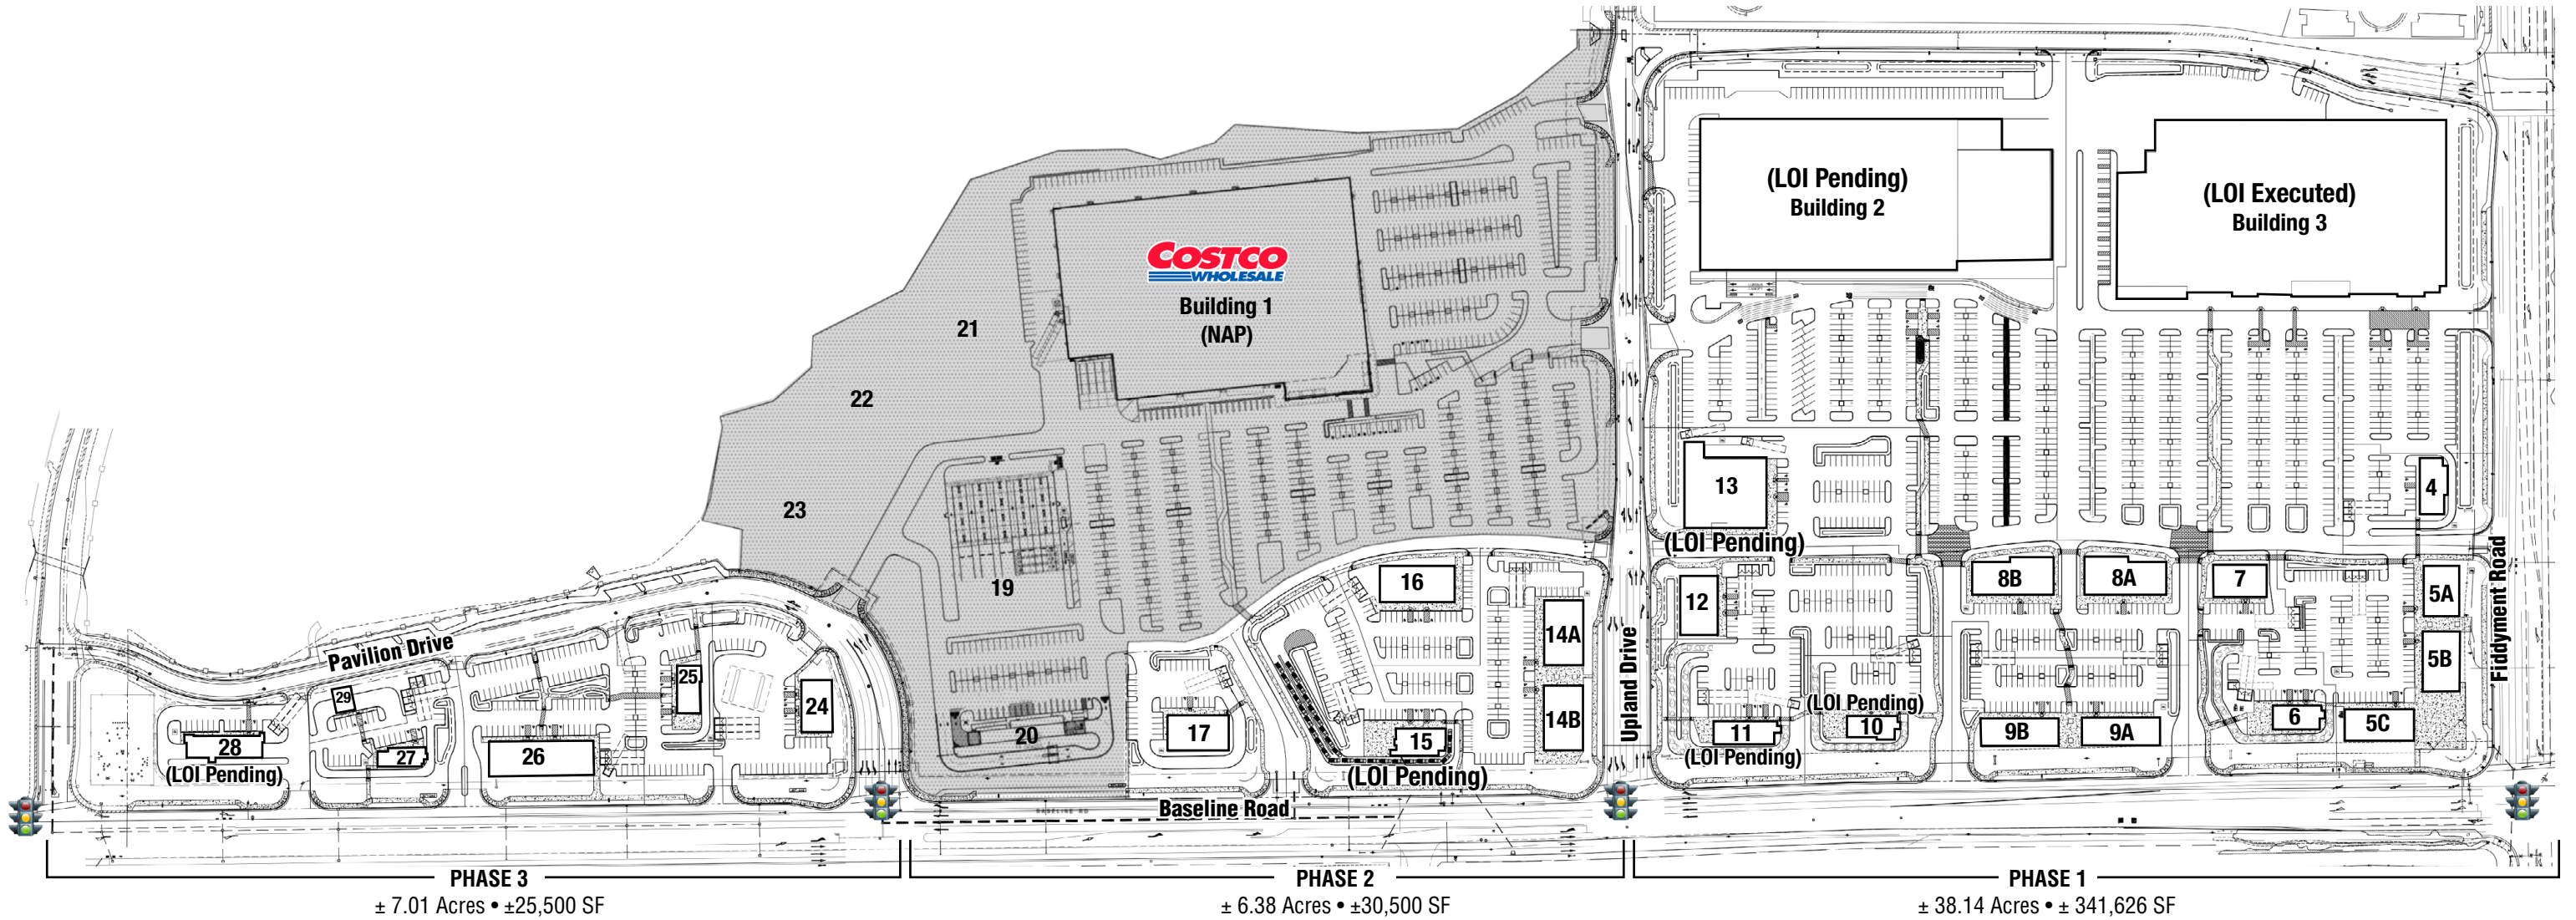 (LOI Pending)
Building 2
(LOI Executed)
Building 3
COSTCO
WHOLESALE
Building 1
(NAP)
21
22
23
19
20
13
(LOI Pending)
4
16
14A
14B
15
(LOI Pending)
17
12
11
(LOI Pending)
(LOI Pending)
10
8B
8A
9B
9A
7
5A
5B
6
5C
Fiddyment Road
Upland Drive
Pavilion Drive
29
25
24
28
(LOI Pending)
27
26
Baseline Road
BASELINE RD
PHASE 3
± 7.01 Acres • ±25,500 SF
PHASE 2
± 6.38 Acres • ±30,500 SF
PHASE 1
± 38.14 Acres • ± 341,626 SF